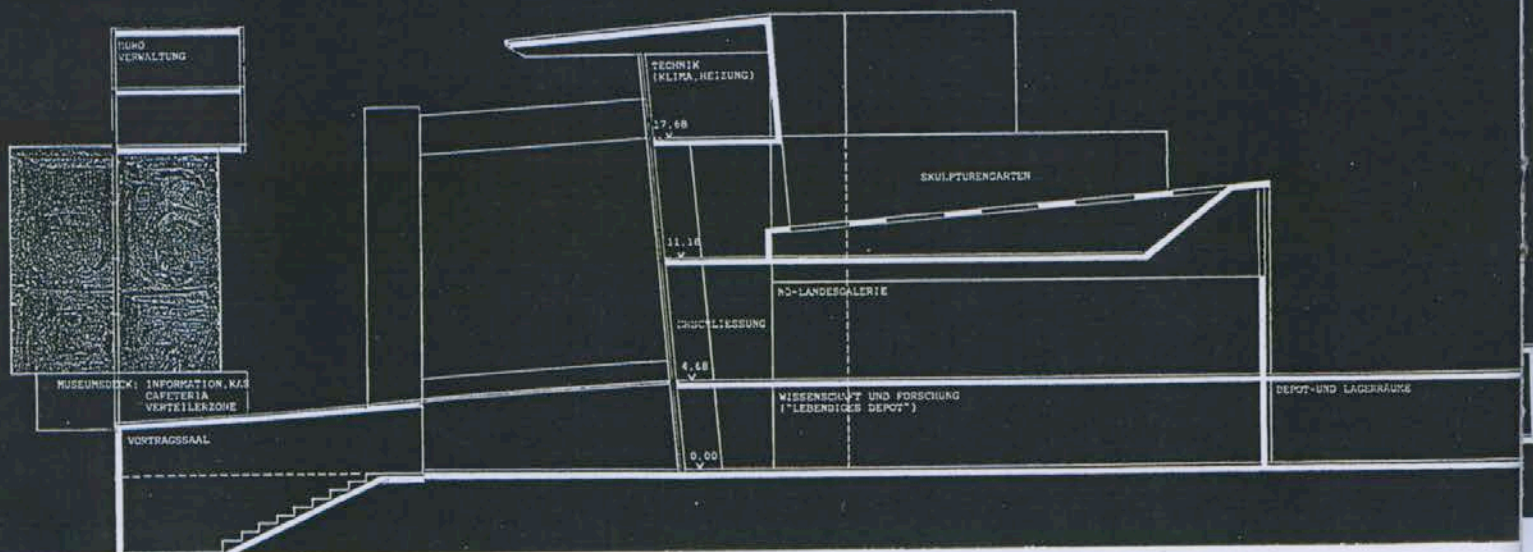 BÜRO
VERWALTUNG
TECHNIK
(KLIMA,HEIZUNG)
17,68
SKULPTURENGARTEN
11,18
NÖ-LANDESGALERIE
ERSCHLIESSUNG
4,68
MUSEUMSDECK: INFORMATION,KAS
CAFETERIA
VERTEILERZONE
WISSENSCHAFT UND FORSCHUNG
("LEBENDIGES DEPOT")
DEPOT-UND LAGERRÄUME
VORTRAGSSAAL
0,00